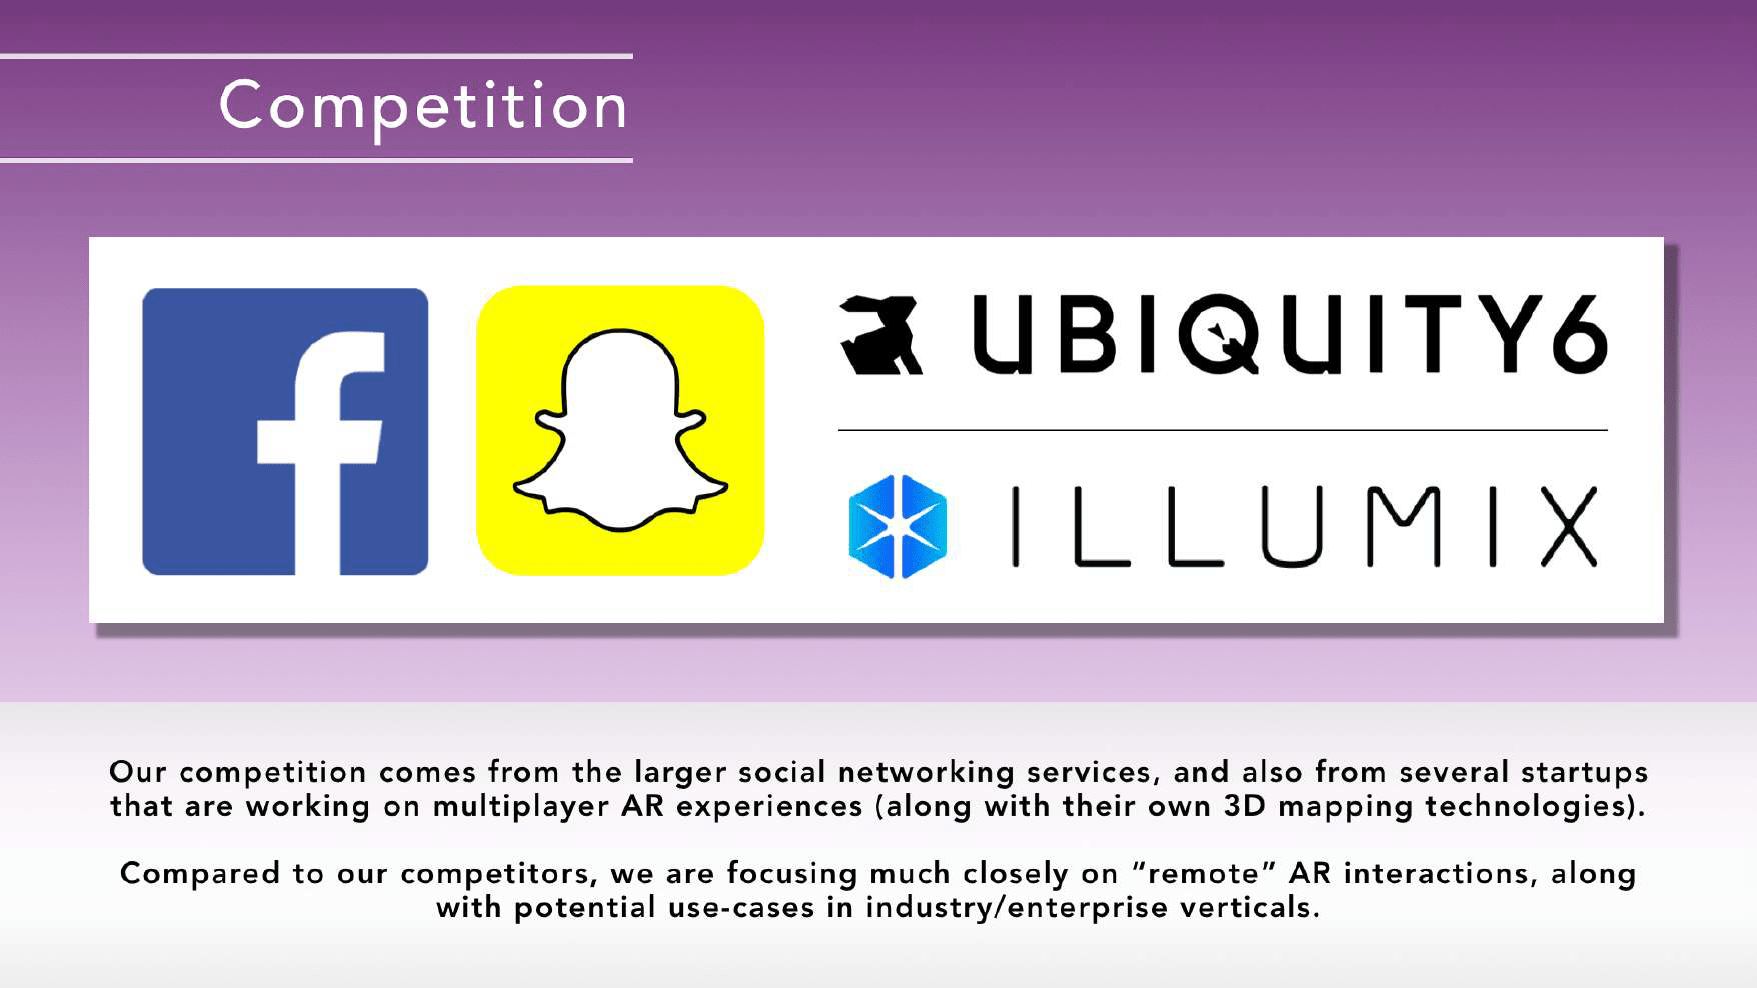 Competition
UBIQUITY6
ILLUMIX
Our competition comes from the larger social networking services, and also from several startups
that are working on multiplayer AR experiences (along with their own 3D mapping technologies).
Compared to our competitors, we are focusing much closely on “remote” AR interactions, along
with potential use-cases in industry/enterprise verticals.